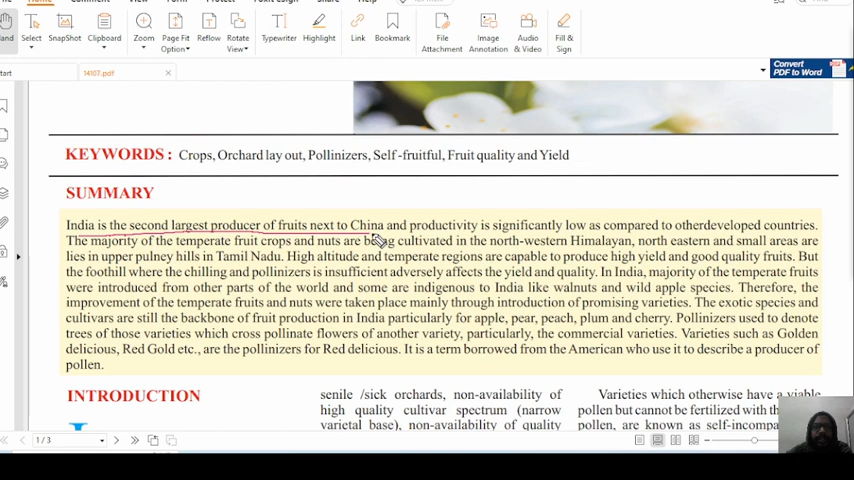 Home
Comment
View
Form
Protect
Share
Help
Hand
Select
SnapShot
Clipboard
Zoom
Page Fit
Option
Reflow
Rotate
View
Typewriter
Highlight
Link
Bookmark
File
Attachment
Image
Annotation
Audio
& Video
Fill &
Sign
tart
14107.pdf
Convert
PDF to Word
KEYWORDS : Crops, Orchard lay out, Pollinizers, Self -fruitful, Fruit quality and Yield
SUMMARY
India is the second largest producer of fruits next to China and productivity is significantly low as compared to otherdeveloped countries.
The majority of the temperate fruit crops and nuts are being cultivated in the north-western Himalayan, north eastern and small areas are
lies in upper pulney hills in Tamil Nadu. High altitude and temperate regions are capable to produce high yield and good quality fruits. But
the foothill where the chilling and pollinizers is insufficient adversely affects the yield and quality. In India, majority of the temperate fruits
were introduced from other parts of the world and some are indigenous to India like walnuts and wild apple species. Therefore, the
improvement of the temperate fruits and nuts were taken place mainly through introduction of promising varieties. The exotic species and
cultivars are still the backbone of fruit production in India particularly for apple, pear, peach, plum and cherry. Pollinizers used to denote
trees of those varieties which cross pollinate flowers of another variety, particularly, the commercial varieties. Varieties such as Golden
delicious, Red Gold etc., are the pollinizers for Red delicious. It is a term borrowed from the American who use it to describe a producer of
pollen.
INTRODUCTION
senile /sick orchards, non-availability of
high quality cultivar spectrum (narrow
varietal base), non-availability of quality
Varieties which otherwise have a viable
pollen but cannot be fertilized with the
pollen, are known as self-incompa
1 / 3